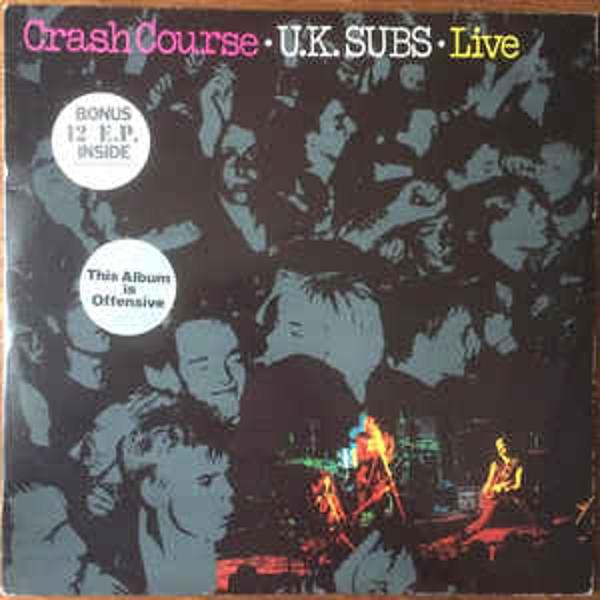 Crash Course · U.K. SUBS · Live
BONUS
12 E.P.
INSIDE
This Album
is
Offensive